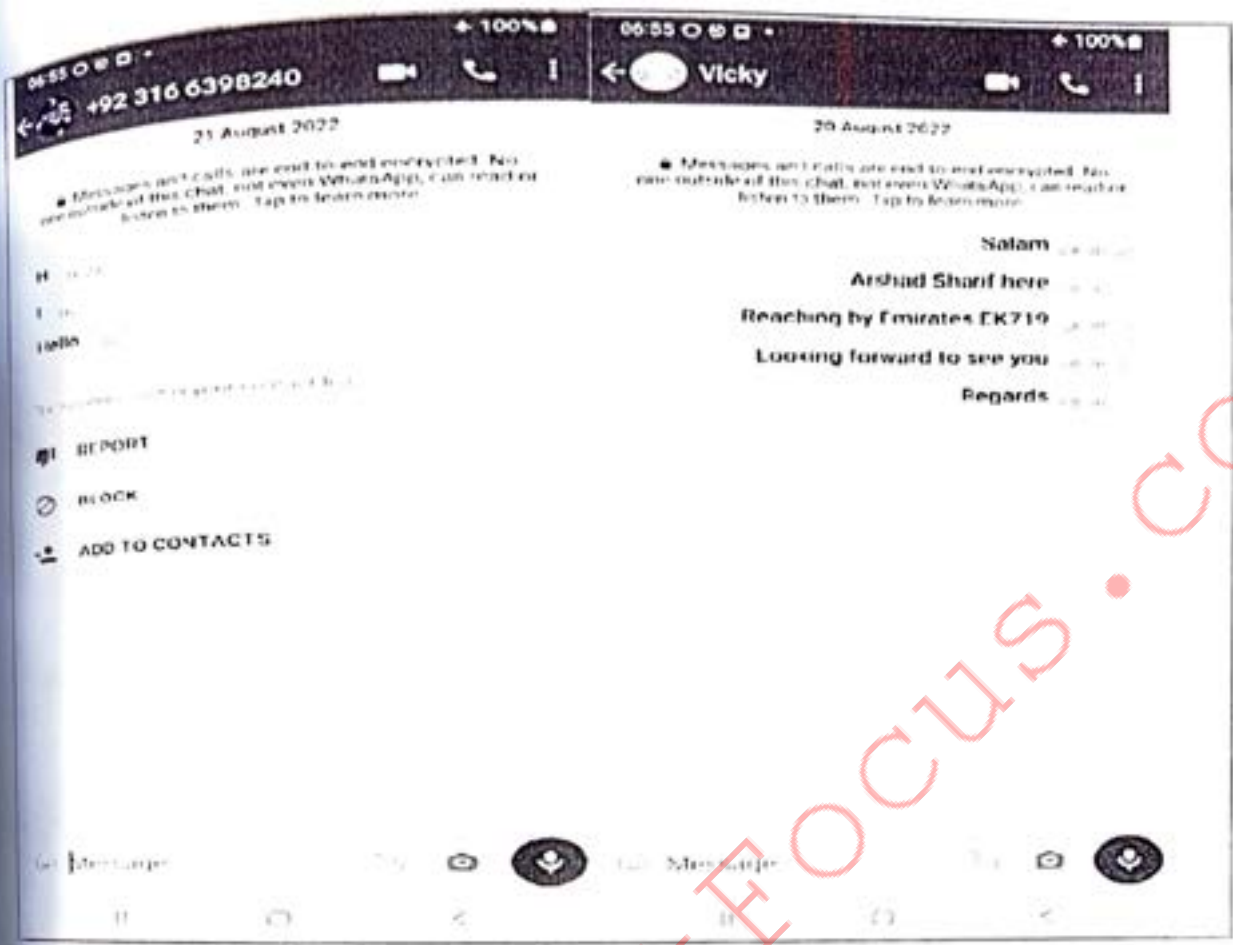 06:55
100%
+92 316 6398240
21 August 2022
Messages and calls are end to end encrypted. No
one outside of this chat, not even WhatsApp, can read or
listen to them. Tap to learn more
H
Hello
REPORT
BLOCK
ADD TO CONTACTS
Message
06:55
100%
Vicky
20 August 2022
Messages and calls are end to end encrypted. No
one outside of this chat, not even WhatsApp, can read or
listen to them. Tap to learn more
Salam
Arshad Sharif here
Reaching by Emirates EK719
Looking forward to see you
Regards
Message
Focus.co